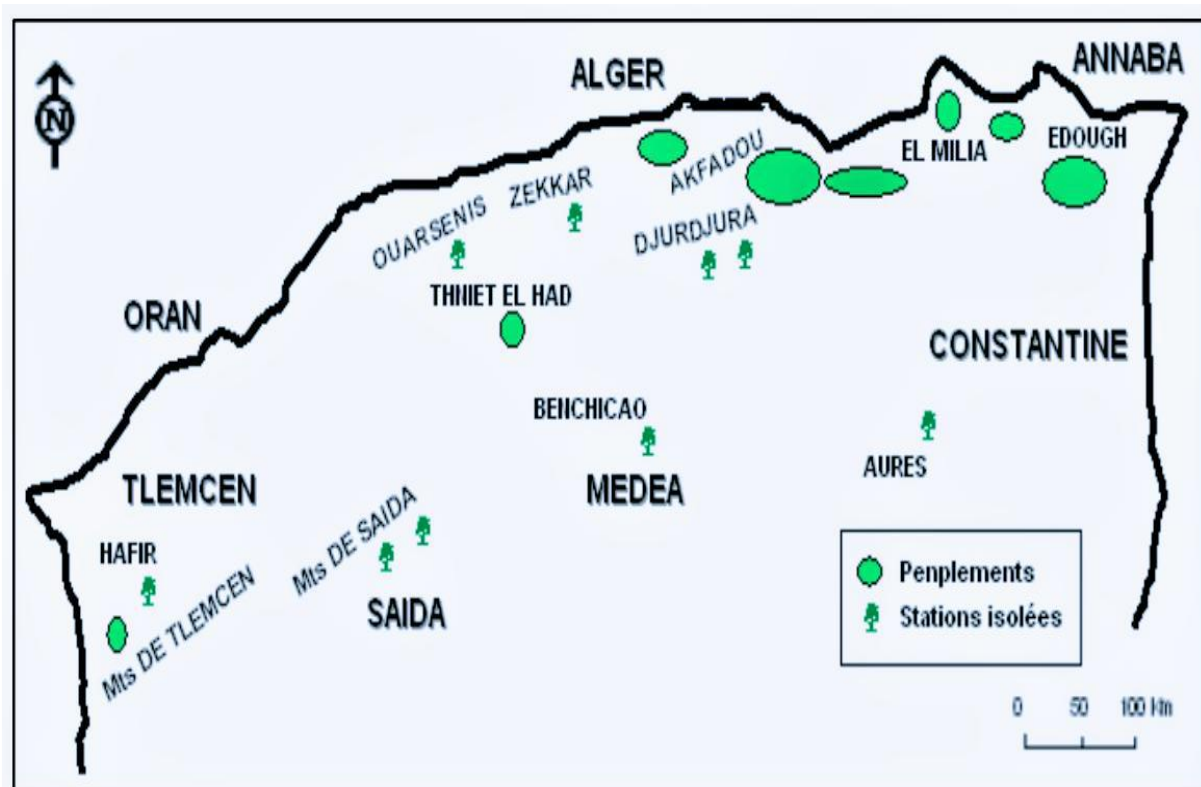 N
ALGER
ANNABA
AKFADOU
EL MILIA
EDOUGH
ZEKKAR
OUARSENIS
DJURDJURA
THNIET EL HAD
ORAN
CONSTANTINE
BENCHICAO
AURES
TLEMCEN
MEDEA
Mts DE SAIDA
HAFIR
Mts DE TLEMCEN
SAIDA
Penplements
Stations isolées
0 50 100 km